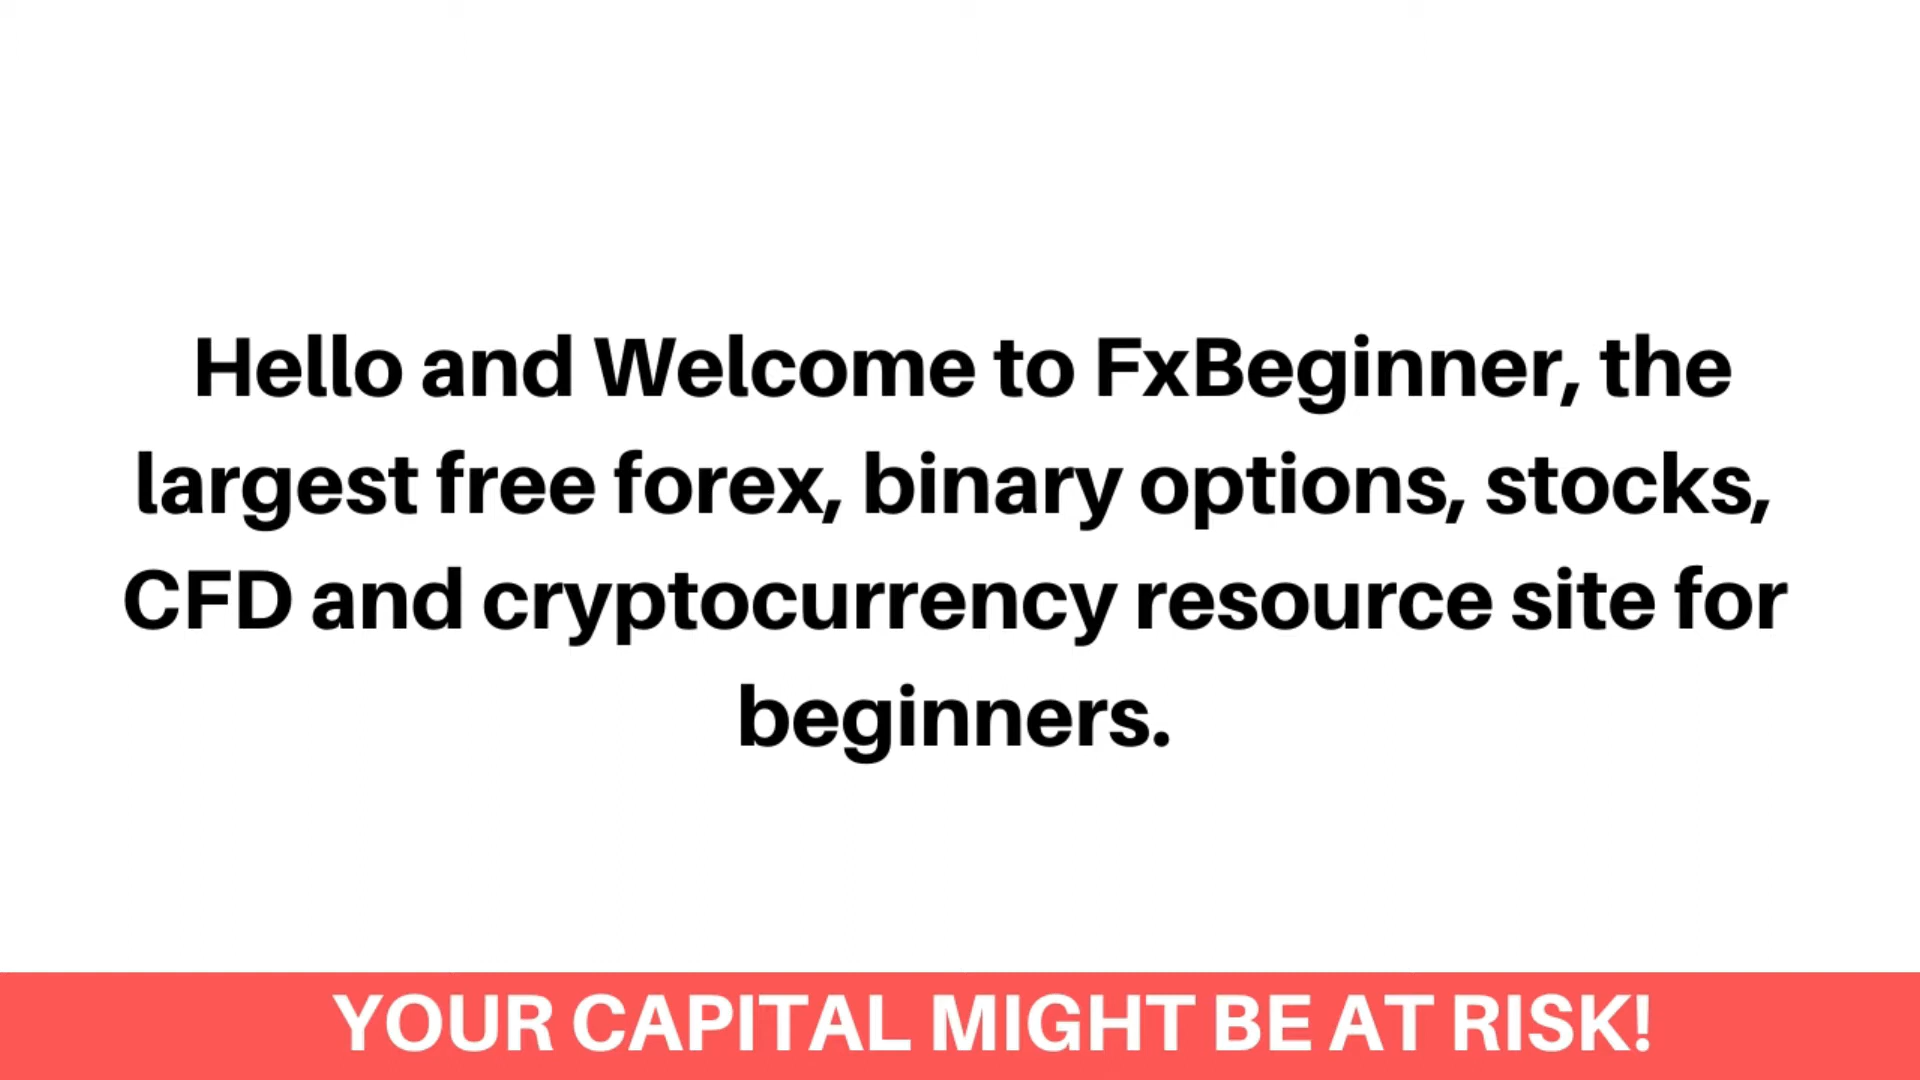 Hello and Welcome to FxBeginner, the
largest free forex, binary options, stocks,
CFD and cryptocurrency resource site for
beginners.
YOUR CAPITAL MIGHT BE AT RISK!